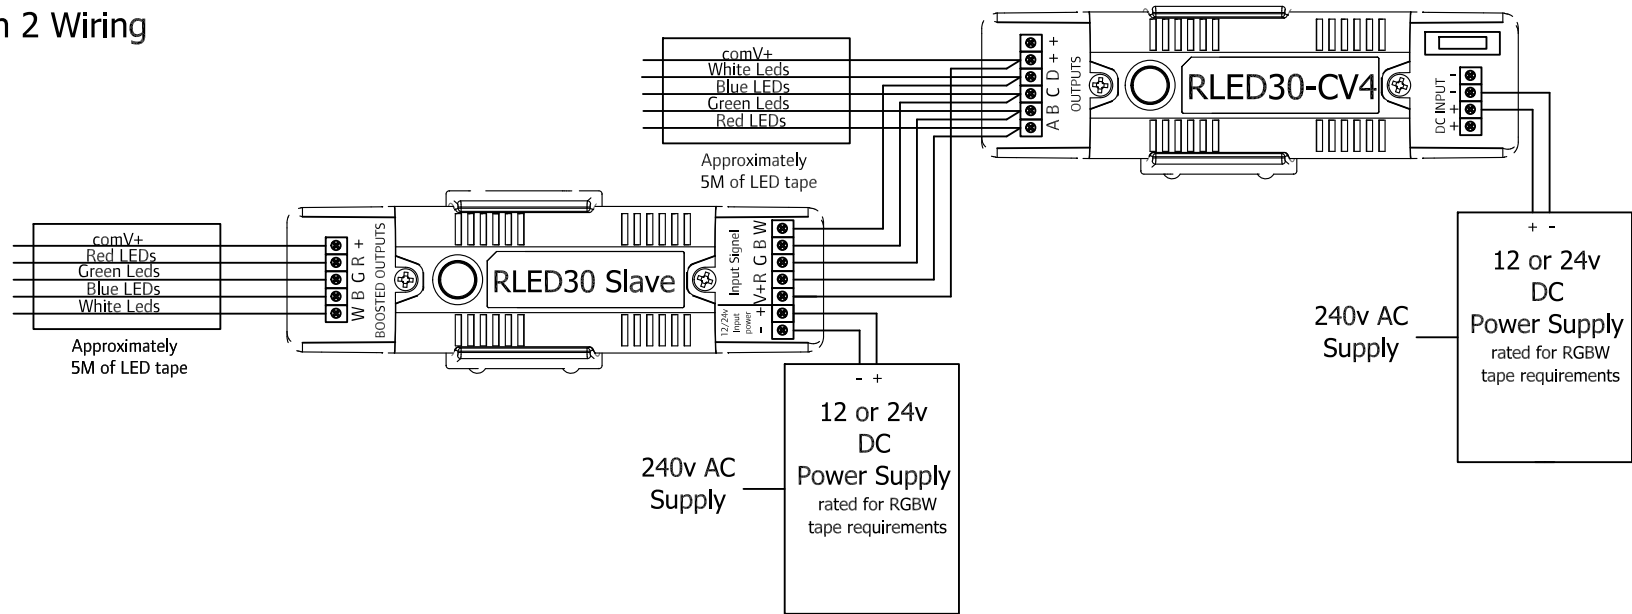 n 2 Wiring
comV+
White Leds
Blue LEDs
Green Leds
Red LEDs
Approximately
5M of LED tape
A B C D + +
OUTPUTS
RLED30-CV4
DC INPUT
+ + - -
comV+
Red LEDs
Green Leds
Blue LEDs
White Leds
Approximately
5M of LED tape
W B G R +
BOOSTED OUTPUTS
RLED30 Slave
Input Signel
V+R G B W
12/24v
Input
power
- +
- +
12 or 24v
DC
Power Supply
rated for RGBW
tape requirements
240v AC
Supply
+ -
12 or 24v
DC
Power Supply
rated for RGBW
tape requirements
240v AC
Supply